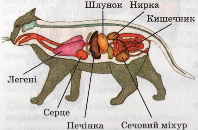 Шлунок
Нирка
Кишечник
Легені
Серце
Печінка
Сечовий міхур